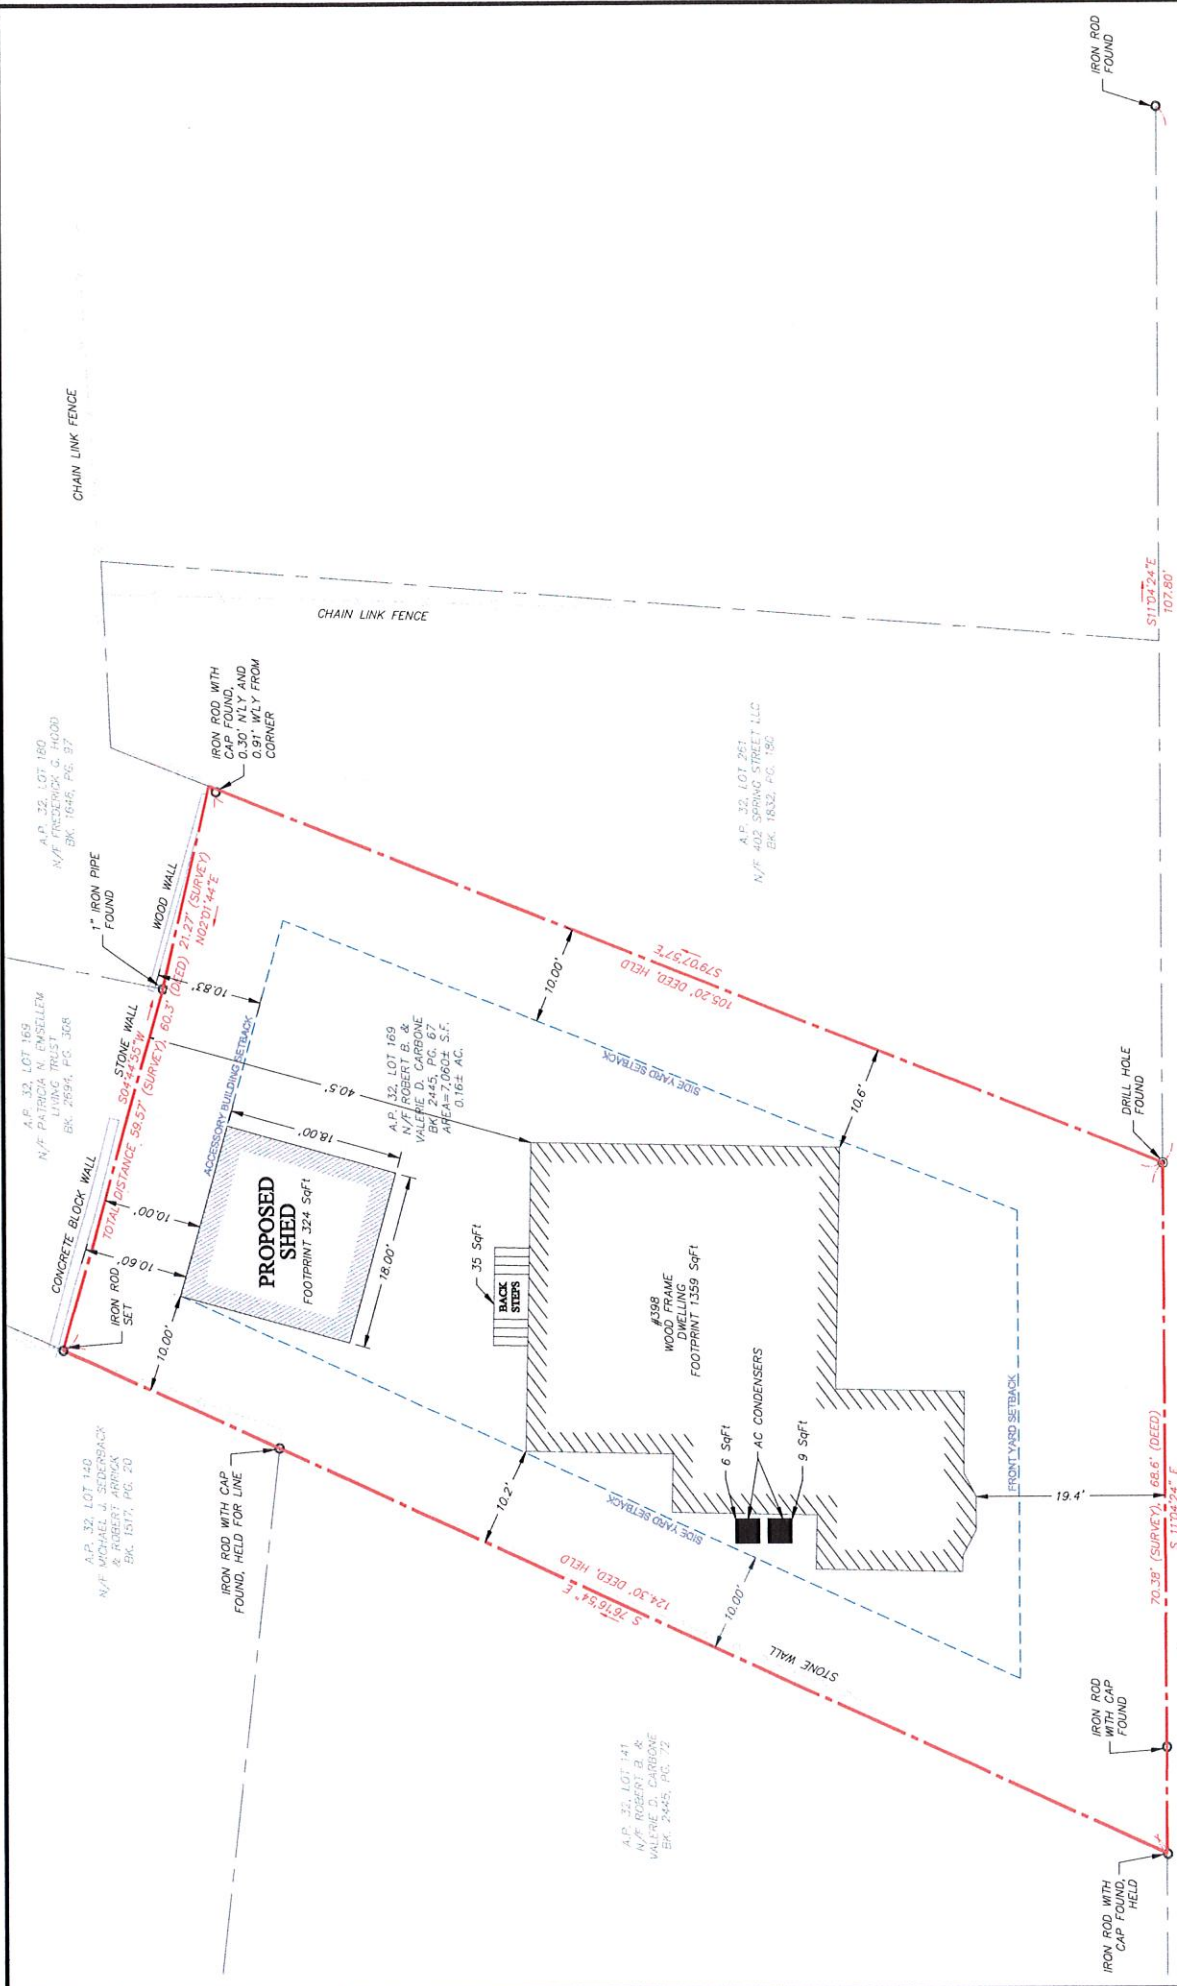 IRON ROD
FOUND
CHAIN LINK FENCE
CHAIN LINK FENCE
S11°04'24"E
107.80'
A.P. 32, LOT 180
N/F FREDERICK G. HOOD
BK. 1646, PG. 97
IRON ROD WITH
CAP FOUND,
0.30' N'LY AND
0.91' W'LY FROM
CORNER
1" IRON PIPE
FOUND
WOOD WALL
21.27' (SURVEY)
N02°01'44"E
A.P. 32, LOT 261
N/F 402 SPRING STREET LLC
BK. 1832, PG. 180
A.P. 32, LOT 169
N/F PATRICIA N. EMSELLEM
LIVING TRUST
BK. 2694, PG. 308
STONE WALL
S04°44'55"W
TOTAL DISTANCE 59.57' (SURVEY), 60.3' (DEED)
10.83'
ACCESSORY BUILDING SETBACK
CONCRETE BLOCK WALL
10.00'
10.60'
IRON ROD
SET
10.00'
S79°07'57"E
105.20' DEED, HELD
10.00'
SIDE YARD SETBACK
10.6'
DRILL HOLE
FOUND
40.5'
A.P. 32, LOT 169
N/F ROBERT B. &
VALERIE D. CARBONE
BK. 2445, PG. 67
AREA=7,060± S.F.
0.16± AC.
18.00'
PROPOSED
SHED
FOOTPRINT 324 SqFt
18.00'
35 SqFt
BACK
STEPS
#398
WOOD FRAME
DWELLING
FOOTPRINT 1359 SqFt
6 SqFt
AC CONDENSERS
9 SqFt
FRONT YARD SETBACK
19.4'
70.38' (SURVEY), 68.6' (DEED)
S 11°04'24" E
A.P. 32, LOT 140
N/F MICHAEL J. SEDERBACK
& ROBERT ARRICK
BK. 1517, PG. 20
IRON ROD WITH CAP
FOUND, HELD FOR LINE
10.2'
SIDE YARD SETBACK
S 76°16'54" E
124.30' DEED, HELD
10.00'
STONE WALL
A.P. 32, LOT 141
N/F ROBERT B. &
VALERIE D. CARBONE
BK. 2445, PG. 72
IRON ROD
WITH CAP
FOUND
IRON ROD WITH
CAP FOUND,
HELD